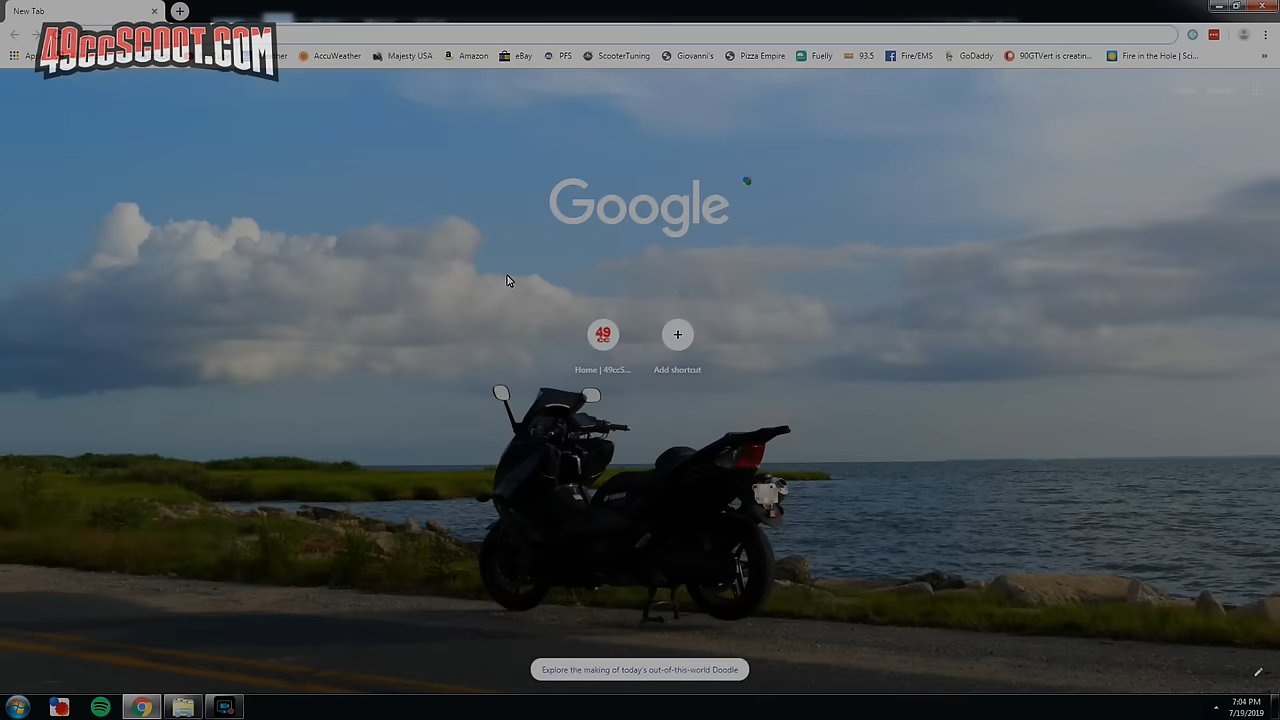 New Tab
49ccSCOOT.COM
AccuWeather
Majesty USA
Amazon
eBay
PFS
ScooterTuning
Giovanni's
Pizza Empire
Fuelly
93.5
Fire/EMS
GoDaddy
90GTVert is creatin...
Fire in the Hole | Sci...
»
Google
49
cc
Home | 49ccS...
Add shortcut
YAMAHA
Explore the making of today's out-of-this-world Doodle
7:04 PM
7/19/2019